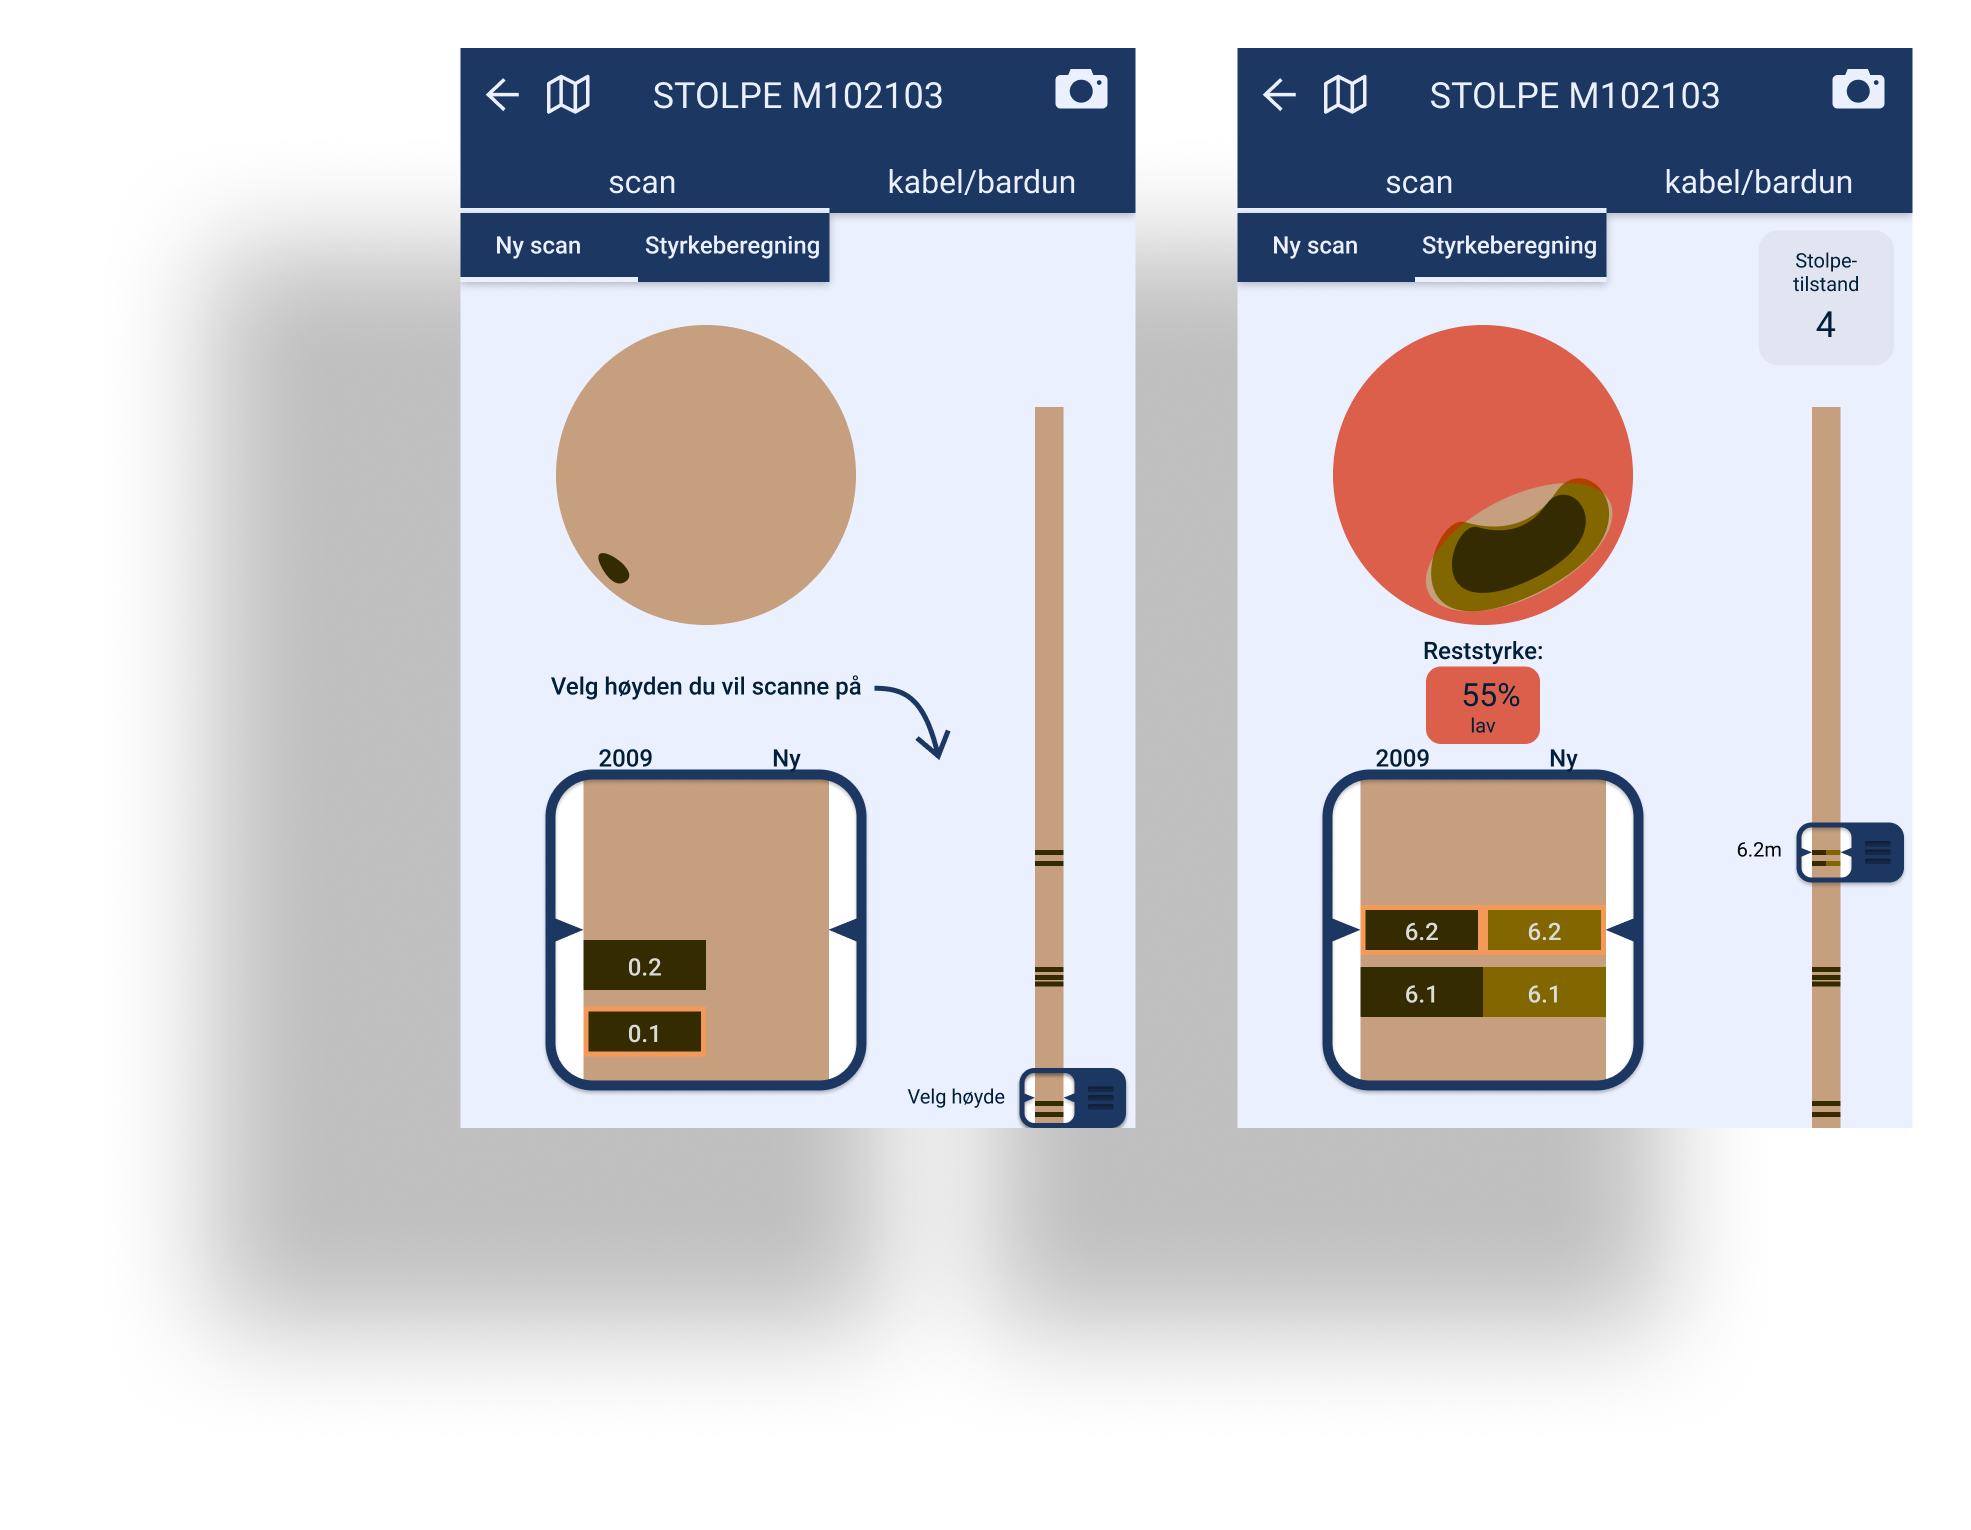 STOLPE M102103
scan
kabel/bardun
Ny scan
Styrkeberegning
Velg høyden du vil scanne på
2009
Ny
0.2
0.1
Velg høyde
STOLPE M102103
scan
kabel/bardun
Ny scan
Styrkeberegning
Stolpe-
tilstand
4
Reststyrke:
55%
lav
2009
Ny
6.2m
6.2
6.2
6.1
6.1